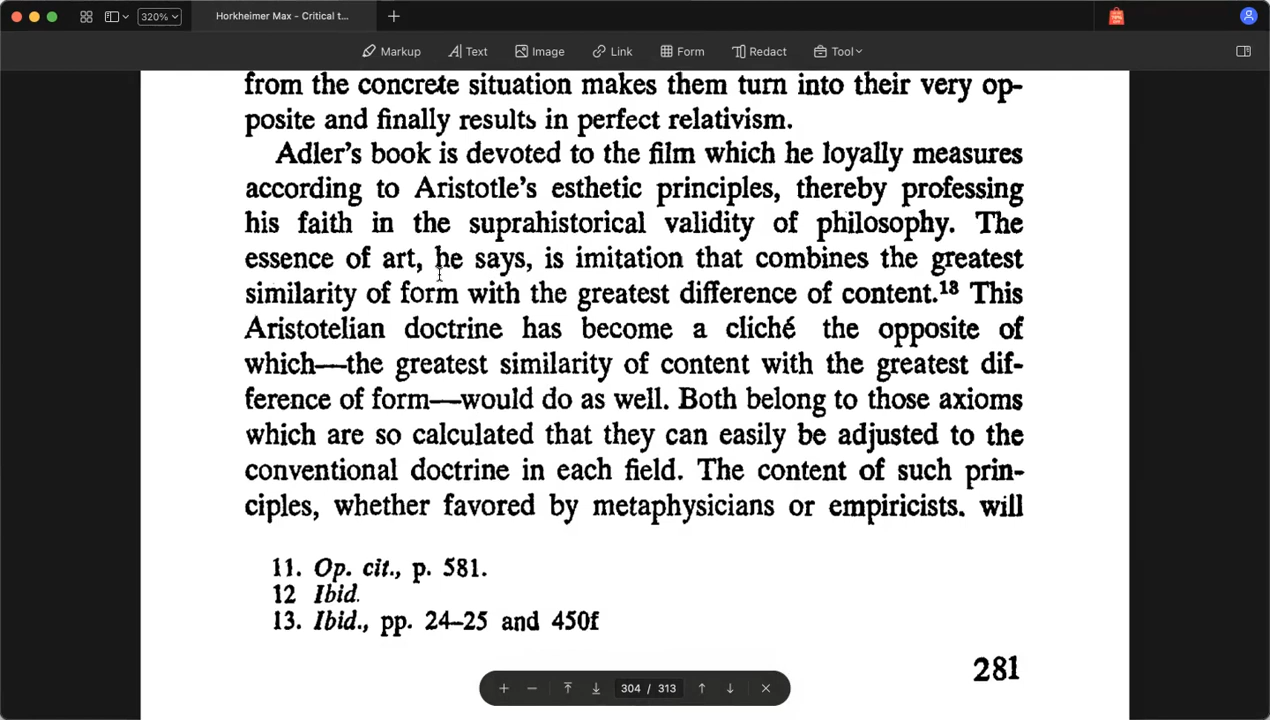 320%
Horkheimer Max - Critical t...
Markup
Text
Image
Link
Form
Redact
Tool
from the concrete situation makes them turn into their very op-
posite and finally results in perfect relativism.
Adler's book is devoted to the film which he loyally measures
according to Aristotle's esthetic principles, thereby professing
his faith in the suprahistorical validity of philosophy. The
essence of art, he says, is imitation that combines the greatest
similarity of form with the greatest difference of content.13 This
Aristotelian doctrine has become a cliché the opposite of
which—the greatest similarity of content with the greatest dif-
ference of form—would do as well. Both belong to those axioms
which are so calculated that they can easily be adjusted to the
conventional doctrine in each field. The content of such prin-
ciples, whether favored by metaphysicians or empiricists. will
11. Op. cit., p. 581.
12 Ibid.
13. Ibid., pp. 24–25 and 450f
281
304 / 313